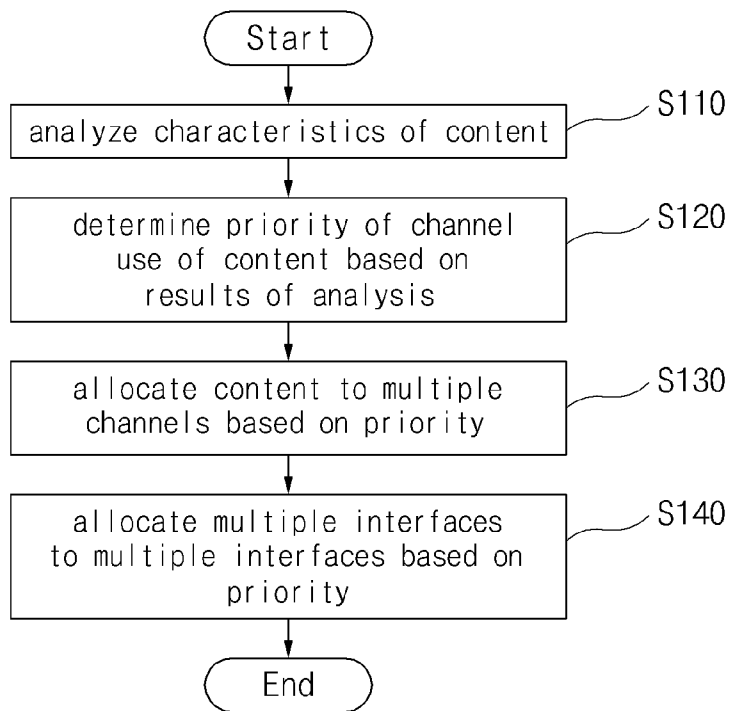 Start
analyze characteristics of content
S110
determine priority of channel
use of content based on
results of analysis
S120
allocate content to multiple
channels based on priority
S130
allocate multiple interfaces
to multiple interfaces based on
priority
S140
End